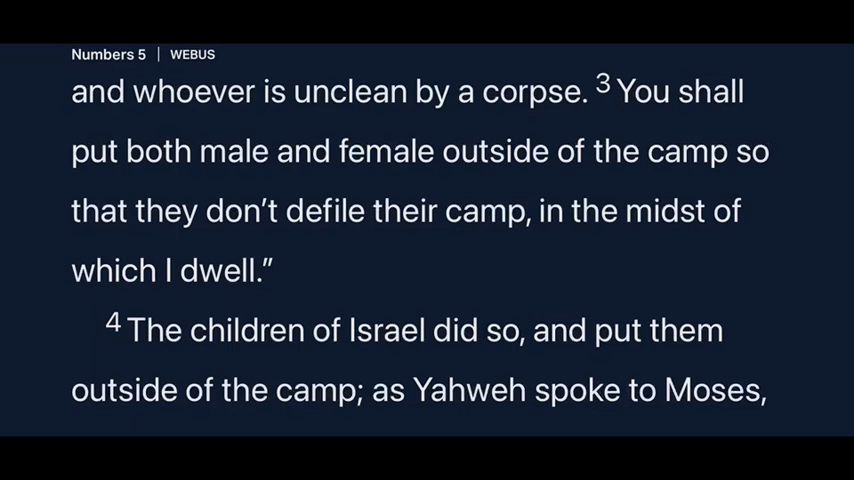 Numbers 5 | WEBUS
and whoever is unclean by a corpse. 3 You shall
put both male and female outside of the camp so
that they don’t defile their camp, in the midst of
which I dwell.”
4 The children of Israel did so, and put them
outside of the camp; as Yahweh spoke to Moses,